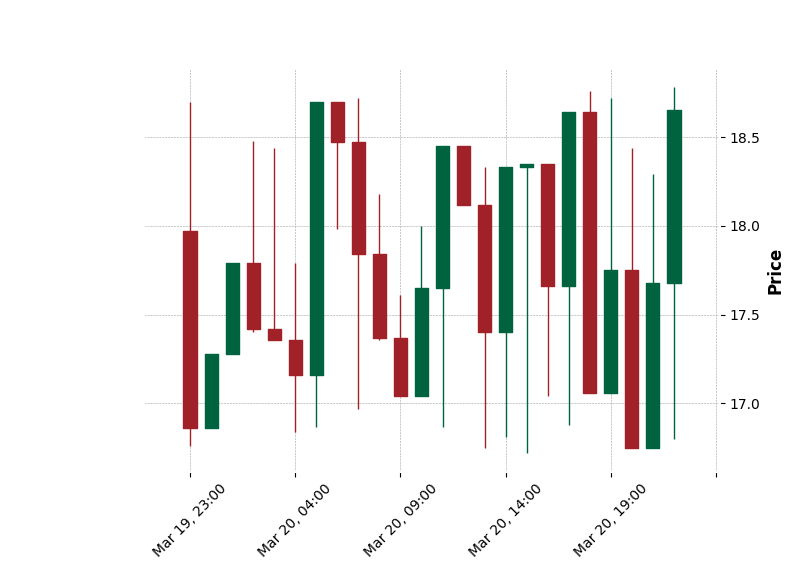 18.5
18.0
17.5
17.0
Price
Mar 19, 23:00
Mar 20, 04:00
Mar 20, 09:00
Mar 20, 14:00
Mar 20, 19:00